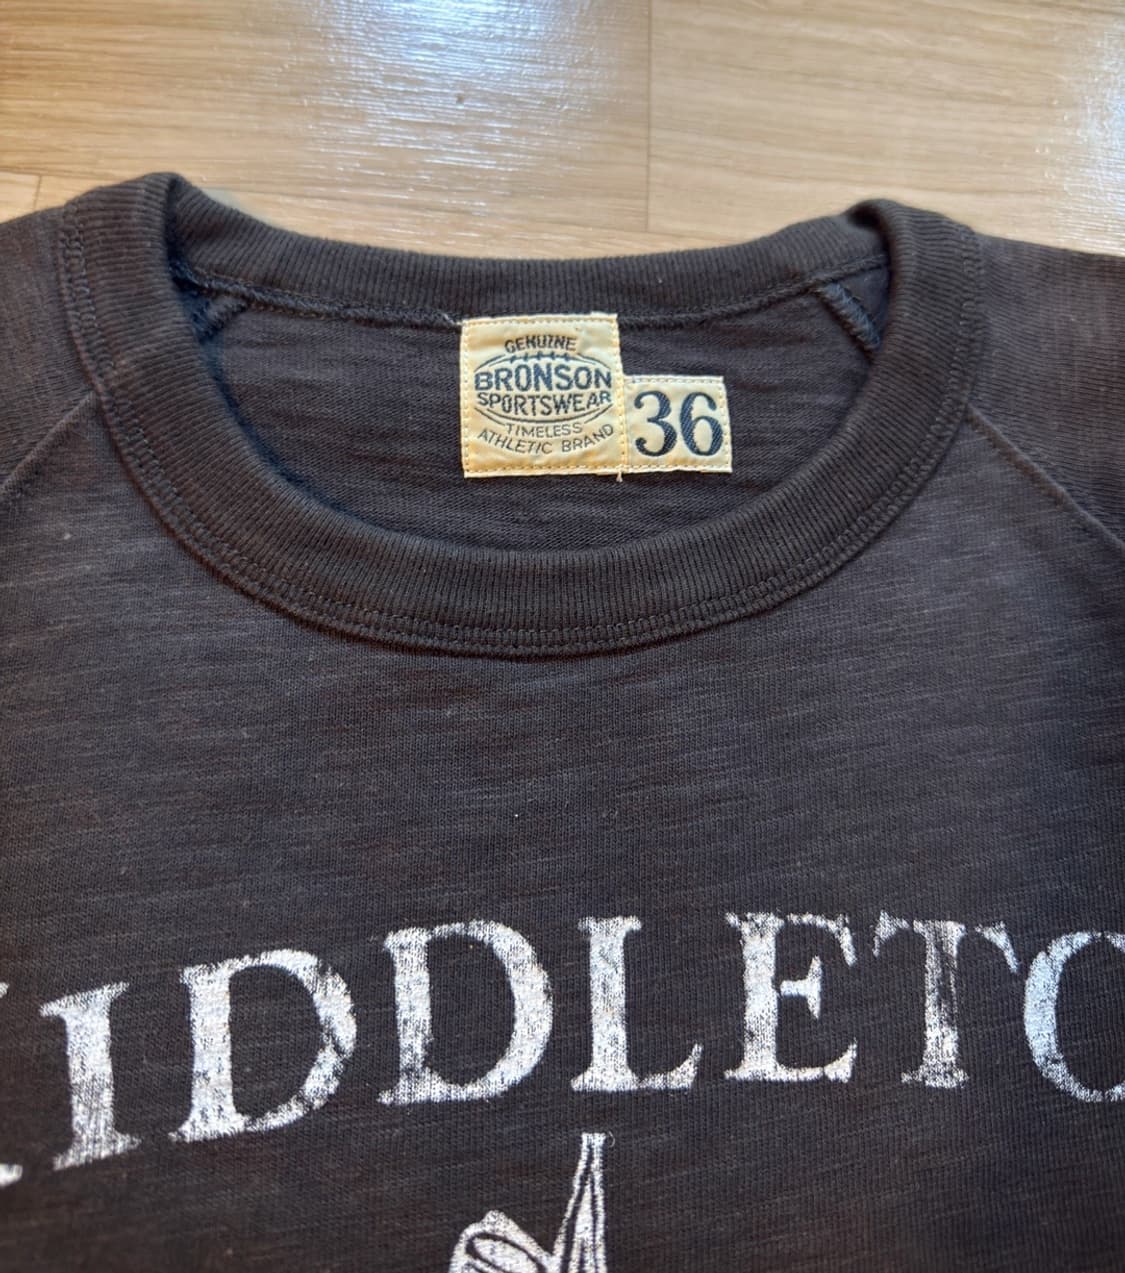 GENUINE
BRONSON
SPORTSWEAR
TIMELESS
ATHLETIC BRAND
36
IDDLETO